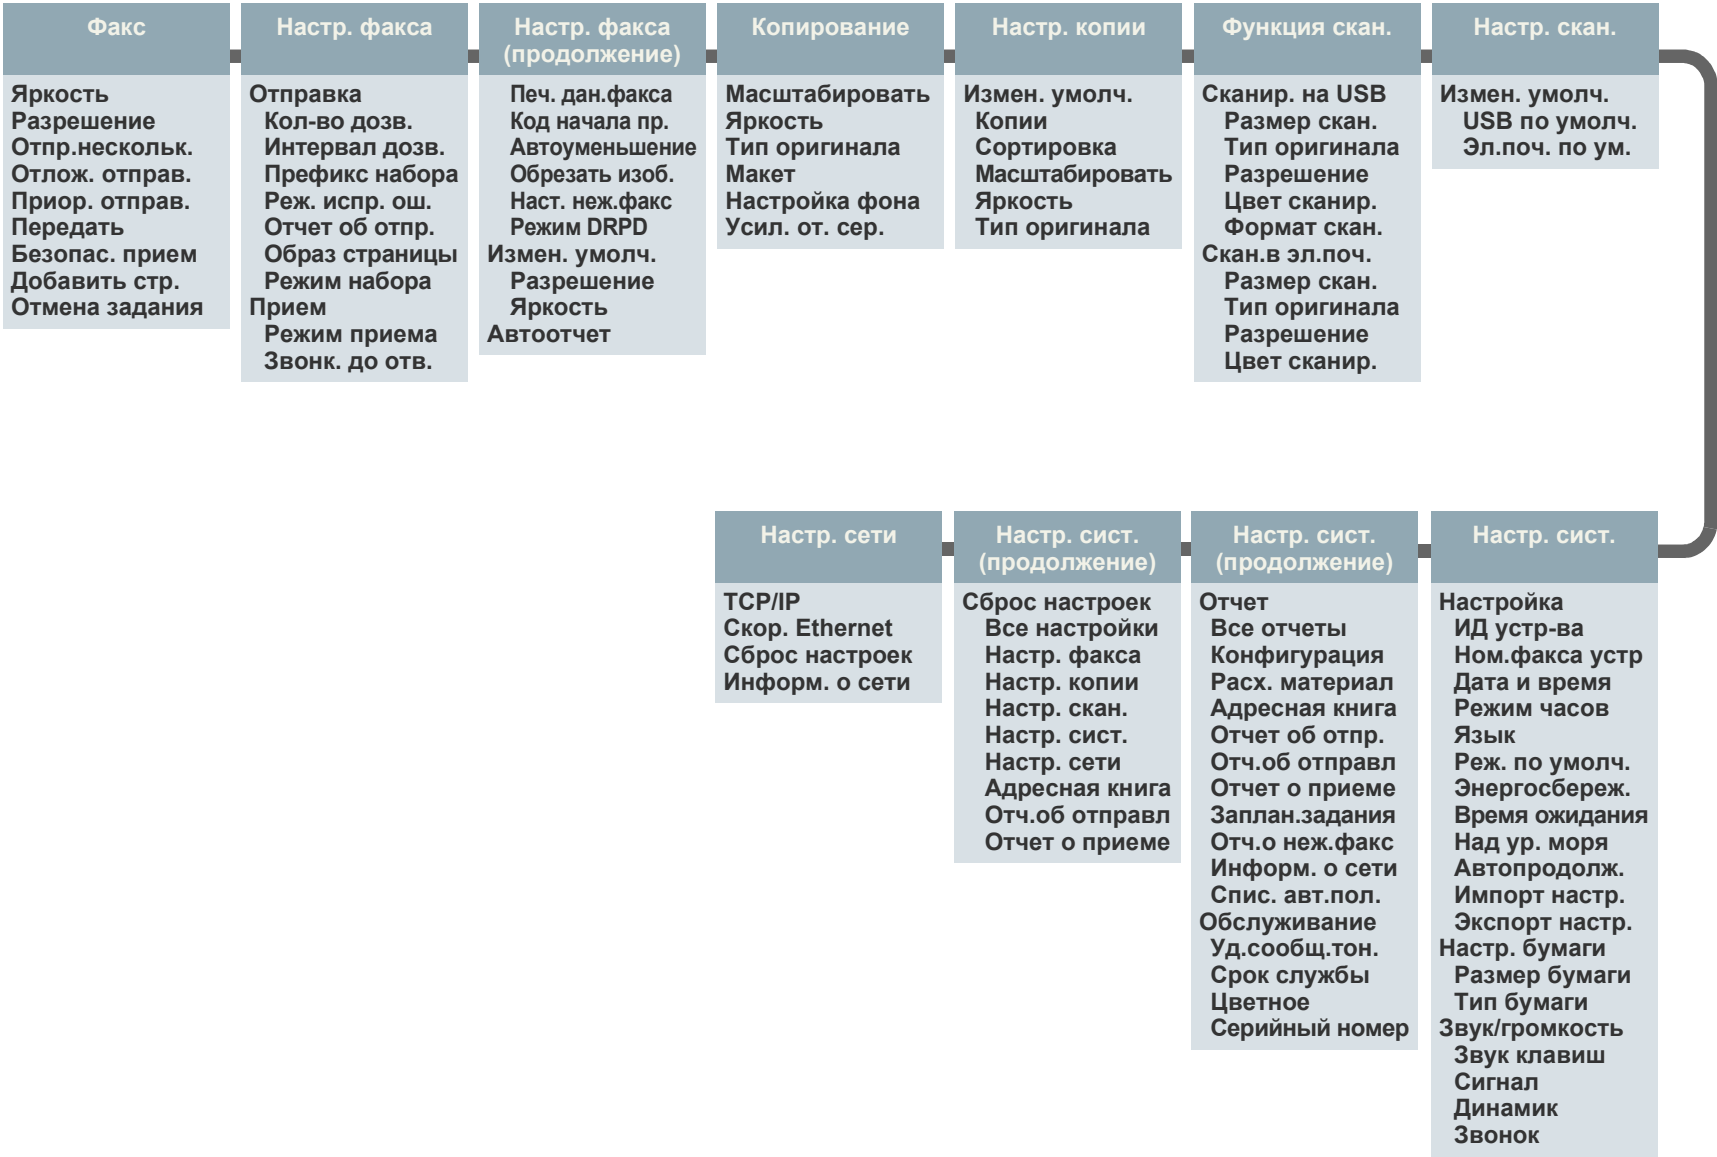 Факс
Яркость
Разрешение
Отпр.нескольк.
Отлож. отправ.
Приор. отправ.
Передать
Безопас. прием
Добавить стр.
Отмена задания
Настр. факса
Отправка
Кол-во дозв.
Интервал дозв.
Префикс набора
Реж. испр. ош.
Отчет об отпр.
Образ страницы
Режим набора
Прием
Режим приема
Звонк. до отв.
Настр. факса
(продолжение)
Печ. дан.факса
Код начала пр.
Автоуменьшение
Обрезать изоб.
Наст. неж.факс
Режим DRPD
Измен. умолч.
Разрешение
Яркость
Автоотчет
Копирование
Масштабировать
Яркость
Тип оригинала
Макет
Настройка фона
Усил. от. сер.
Настр. копии
Измен. умолч.
Копии
Сортировка
Масштабировать
Яркость
Тип оригинала
Функция скан.
Сканир. на USB
Размер скан.
Тип оригинала
Разрешение
Цвет сканир.
Формат скан.
Скан.в эл.поч.
Размер скан.
Тип оригинала
Разрешение
Цвет сканир.
Настр. скан.
Измен. умолч.
USB по умолч.
Эл.поч. по ум.
Настр. сети
TCP/IP
Скор. Ethernet
Сброс настроек
Информ. о сети
Настр. сист.
(продолжение)
Сброс настроек
Все настройки
Настр. факса
Настр. копии
Настр. скан.
Настр. сист.
Настр. сети
Адресная книга
Отч.об отправл
Отчет о приеме
Настр. сист.
(продолжение)
Отчет
Все отчеты
Конфигурация
Расх. материал
Адресная книга
Отчет об отпр.
Отч.об отправл
Отчет о приеме
Заплан.задания
Отч.о неж.факс
Информ. о сети
Спис. авт.пол.
Обслуживание
Уд.сообщ.тон.
Срок службы
Цветное
Серийный номер
Настр. сист.
Настройка
ИД устр-ва
Ном.факса устр
Дата и время
Режим часов
Язык
Реж. по умолч.
Энергосбереж.
Время ожидания
Над ур. моря
Автопродолж.
Импорт настр.
Экспорт настр.
Настр. бумаги
Размер бумаги
Тип бумаги
Звук/громкость
Звук клавиш
Сигнал
Динамик
Звонок